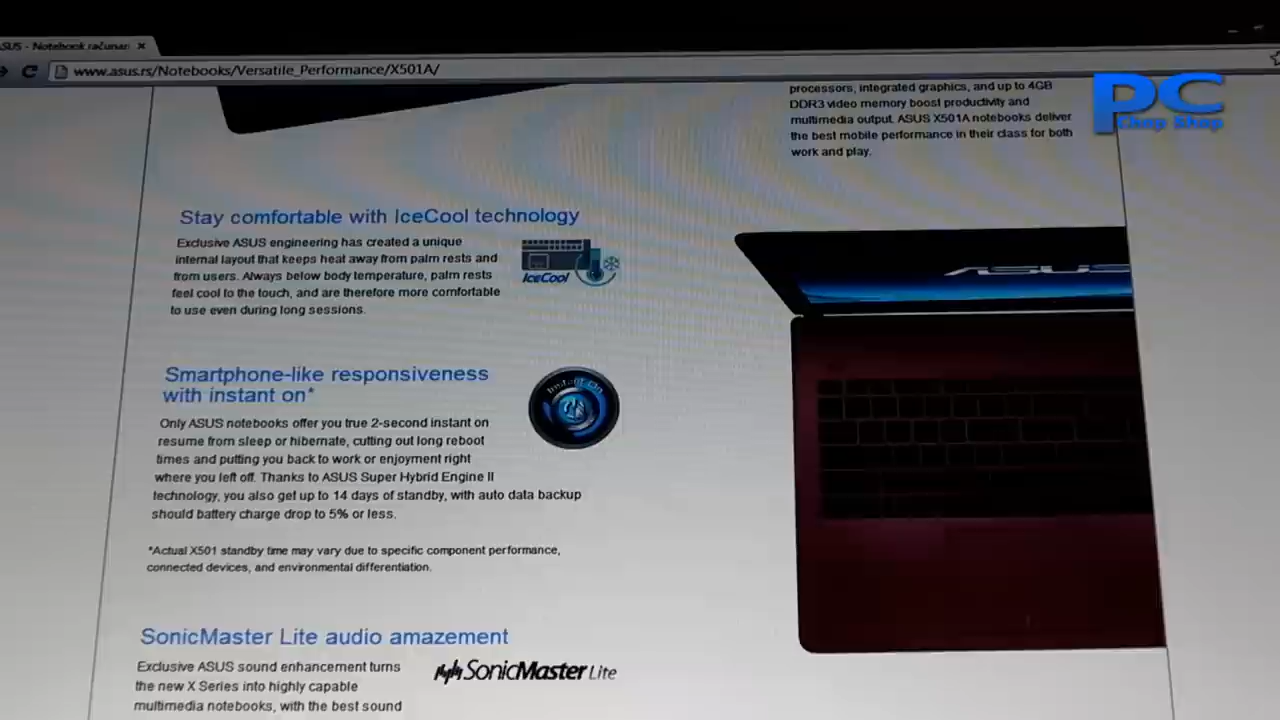 ASUS - Notebook računari
www.asus.rs/Notebooks/Versatile_Performance/X501A/
PC
Chop Shop
processors, integrated graphics, and up to 4GB
DDR3 video memory boost productivity and
multimedia output. ASUS X501A notebooks deliver
the best mobile performance in their class for both
work and play.
Stay comfortable with IceCool technology
Exclusive ASUS engineering has created a unique
internal layout that keeps heat away from palm rests and
from users. Always below body temperature, palm rests
feel cool to the touch, and are therefore more comfortable
to use even during long sessions.
IceCool
ASUS
Smartphone-like responsiveness
with instant on*
Instant On
Only ASUS notebooks offer you true 2-second instant on
resume from sleep or hibernate, cutting out long reboot
times and putting you back to work or enjoyment right
where you left off. Thanks to ASUS Super Hybrid Engine II
technology, you also get up to 14 days of standby, with auto data backup
should battery charge drop to 5% or less.
*Actual X501 standby time may vary due to specific component performance,
connected devices, and environmental differentiation.
SonicMaster Lite audio amazement
Exclusive ASUS sound enhancement turns
the new X Series into highly capable
multimedia notebooks, with the best sound
SonicMaster Lite